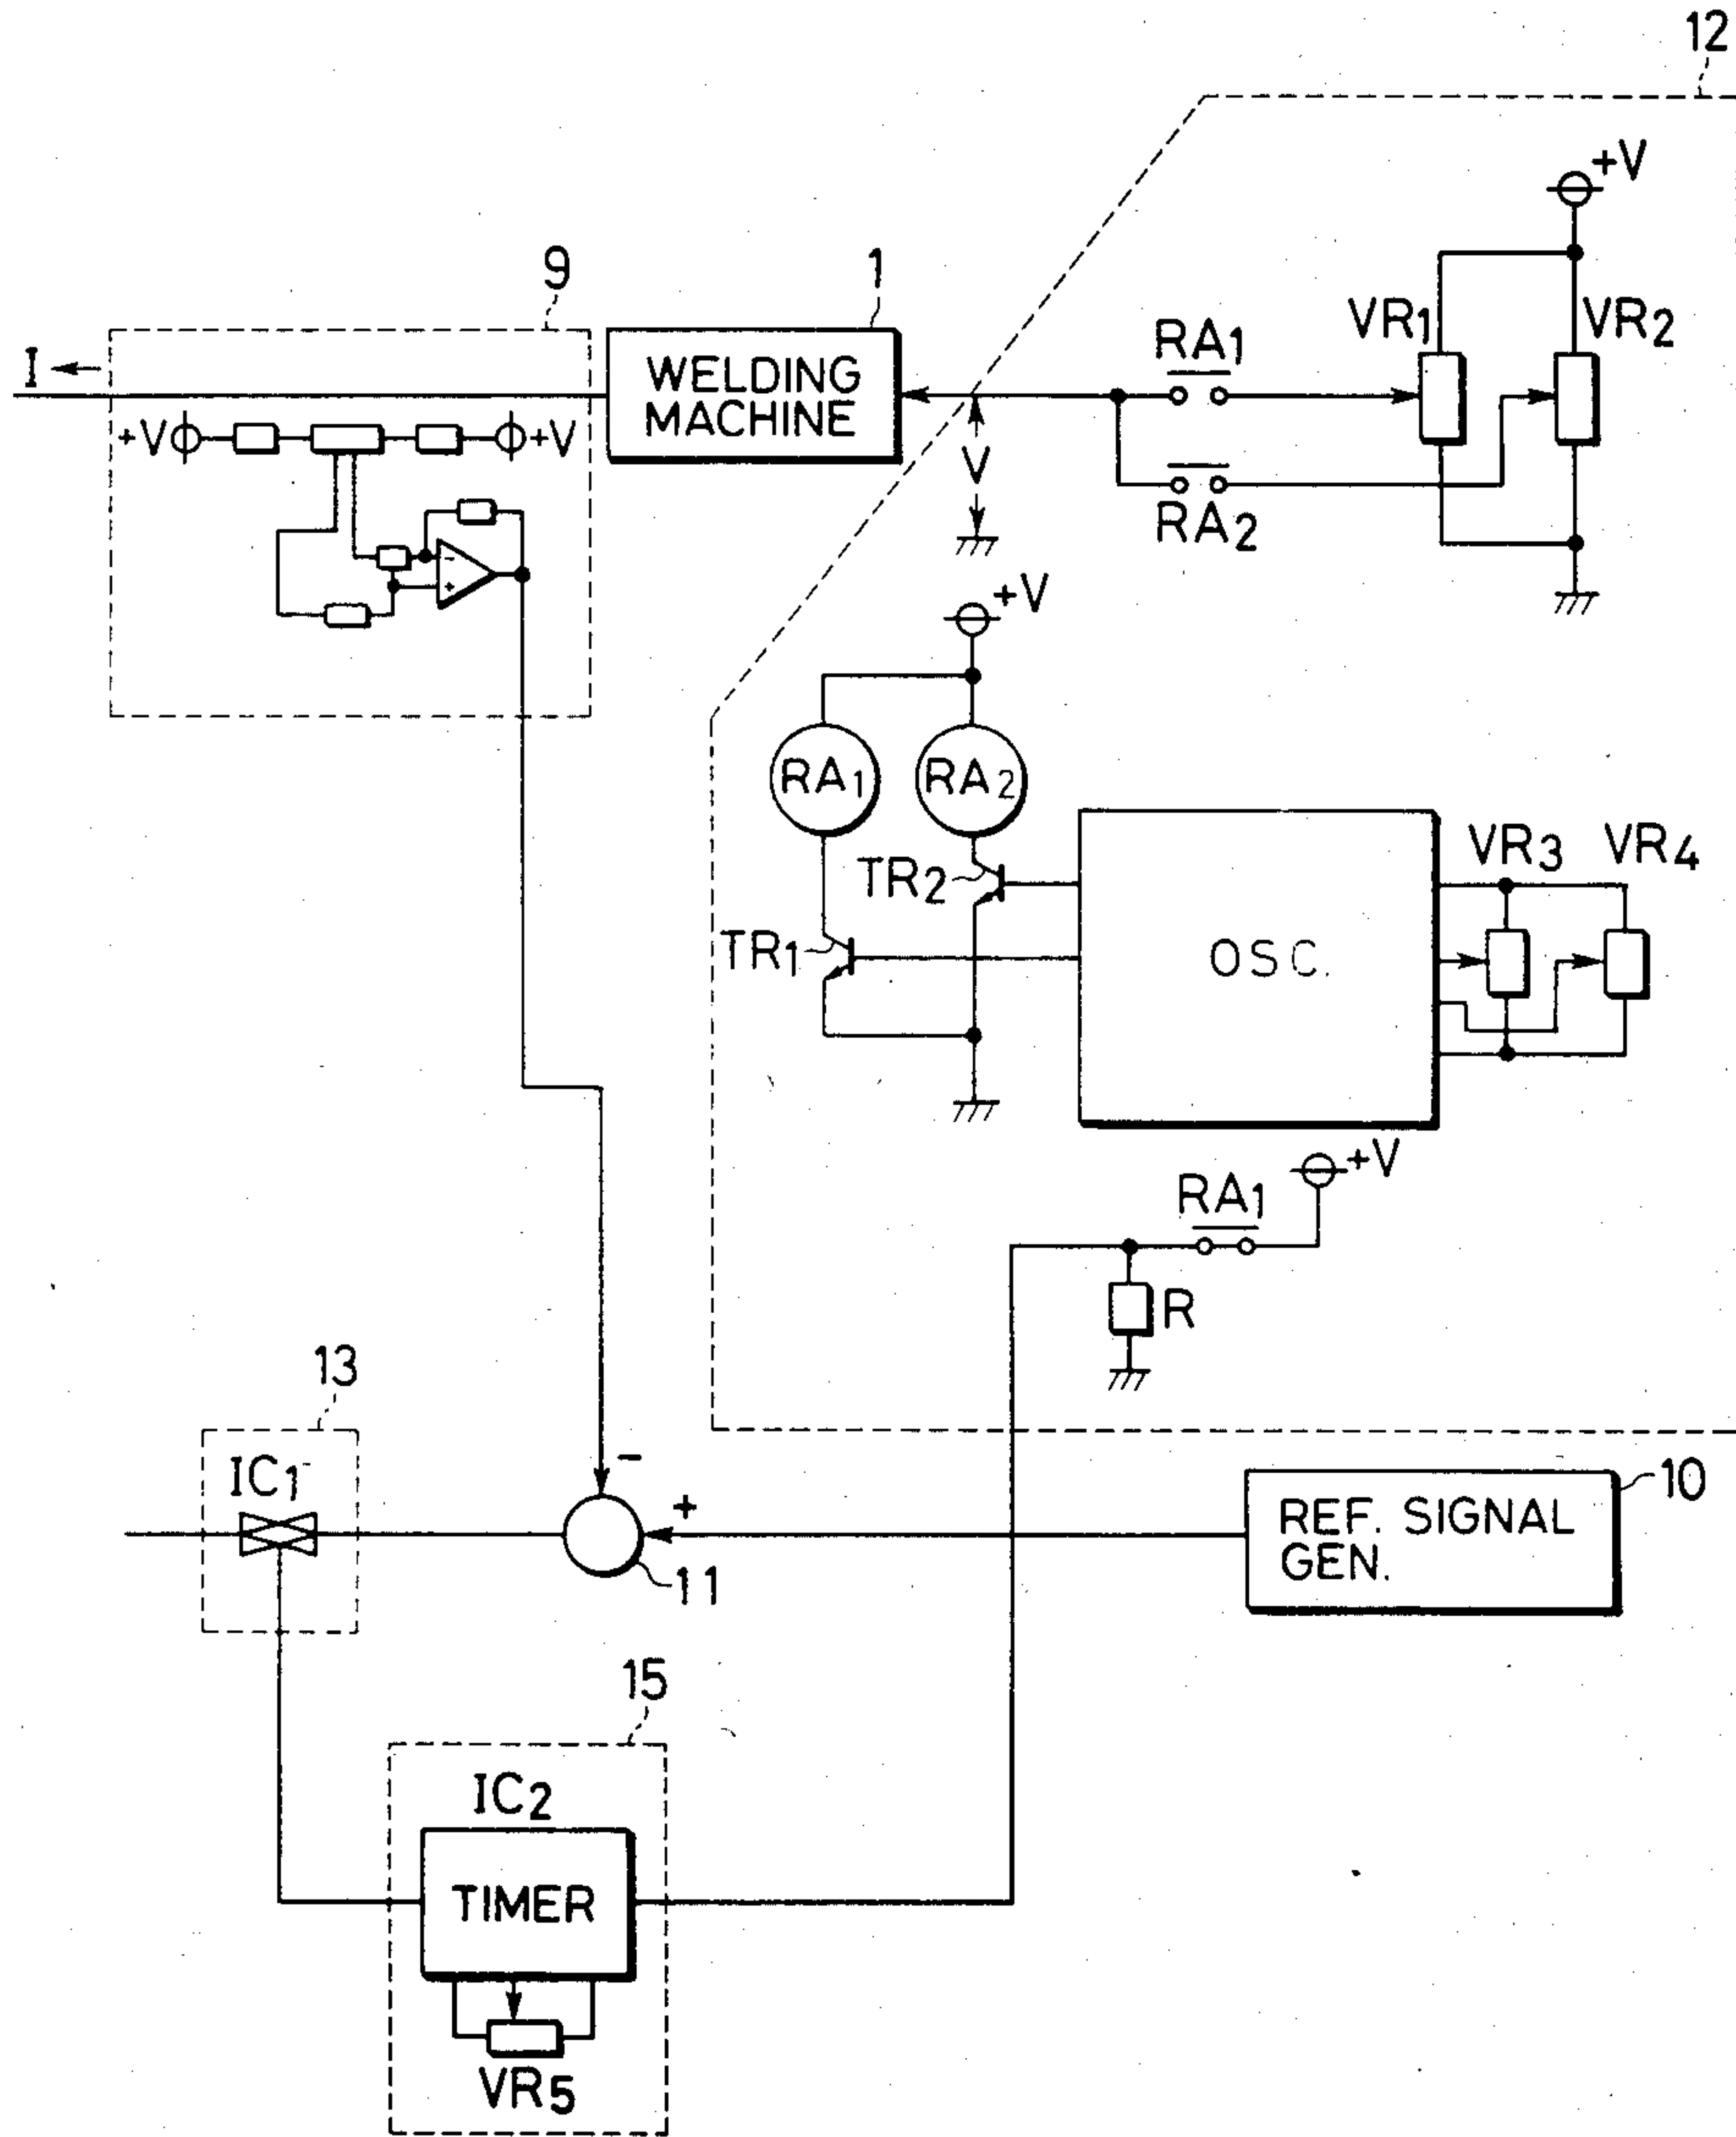 12
+V
9
1
VR1
VR2
I
WELDING
MACHINE
RA1
+V
+V
V
RA2
-
+
+V
RA1
RA2
TR2
VR3
VR4
TR1
OSC.
+V
RA1
R
13
IC1
-
+
REF. SIGNAL
GEN.
10
11
15
IC2
TIMER
VR5